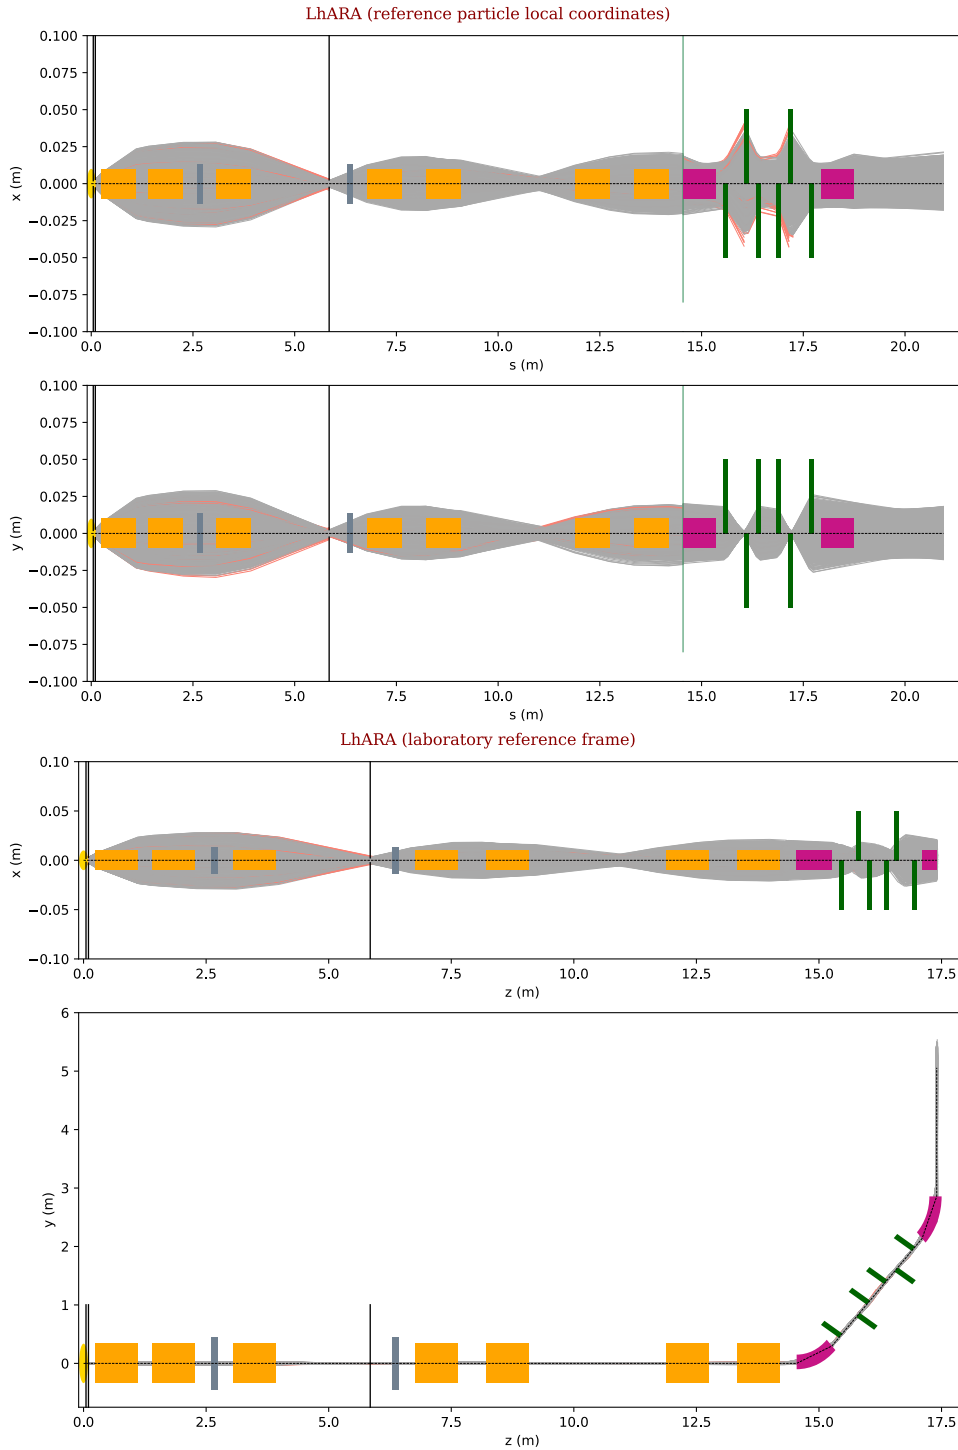 LhARA (reference particle local coordinates)
0.100
0.075
0.050
0.025
0.000
−0.025
−0.050
−0.075
−0.100
x (m)
0.0 2.5 5.0 7.5 10.0 12.5 15.0 17.5 20.0
s (m)
0.100
0.075
0.050
0.025
0.000
−0.025
−0.050
−0.075
−0.100
y (m)
0.0 2.5 5.0 7.5 10.0 12.5 15.0 17.5 20.0
s (m)
LhARA (laboratory reference frame)
0.10
0.05
0.00
−0.05
−0.10
x (m)
0.0 2.5 5.0 7.5 10.0 12.5 15.0 17.5
z (m)
6
5
4
3
2
1
0
y (m)
0.0 2.5 5.0 7.5 10.0 12.5 15.0 17.5
z (m)